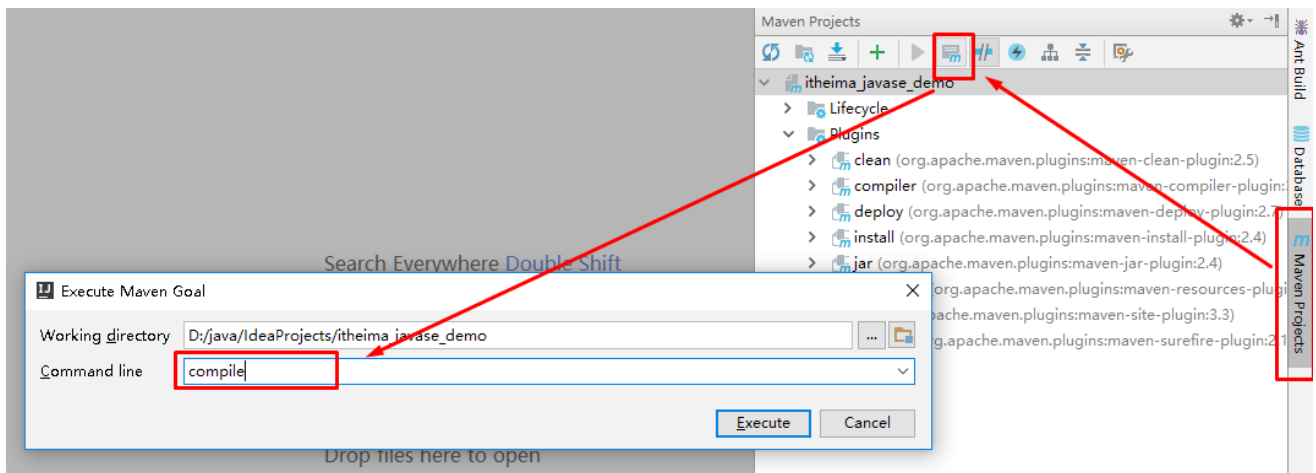 Maven Projects
itheima_javase_demo
Lifecycle
Plugins
clean (org.apache.maven.plugins:maven-clean-plugin:2.5)
compiler (org.apache.maven.plugins:maven-compiler-plugin:
deploy (org.apache.maven.plugins:maven-deploy-plugin:2.7)
install (org.apache.maven.plugins:maven-install-plugin:2.4)
jar (org.apache.maven.plugins:maven-jar-plugin:2.4)
org.apache.maven.plugins:maven-resources-plugi
ache.maven.plugins:maven-site-plugin:3.3)
g.apache.maven.plugins:maven-surefire-plugin:2.1
Ant Build
Database
Maven Projects
Search Everywhere Double Shift
Execute Maven Goal
Working directory D:/java/IdeaProjects/itheima_javase_demo ...
Command line compile
Execute Cancel
Drop files here to open